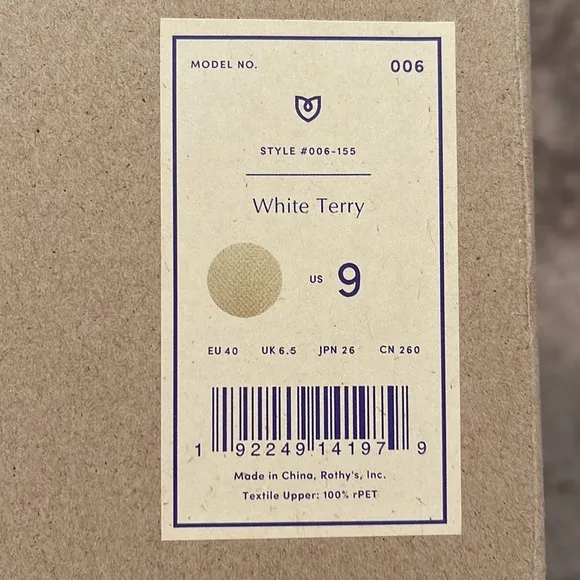 MODEL NO. 006
STYLE #006-155
White Terry
US 9
EU 40 UK 6.5 JPN 26 CN 260
1 92249 14197 9
Made in China, Rothy's, Inc.
Textile Upper: 100% rPET